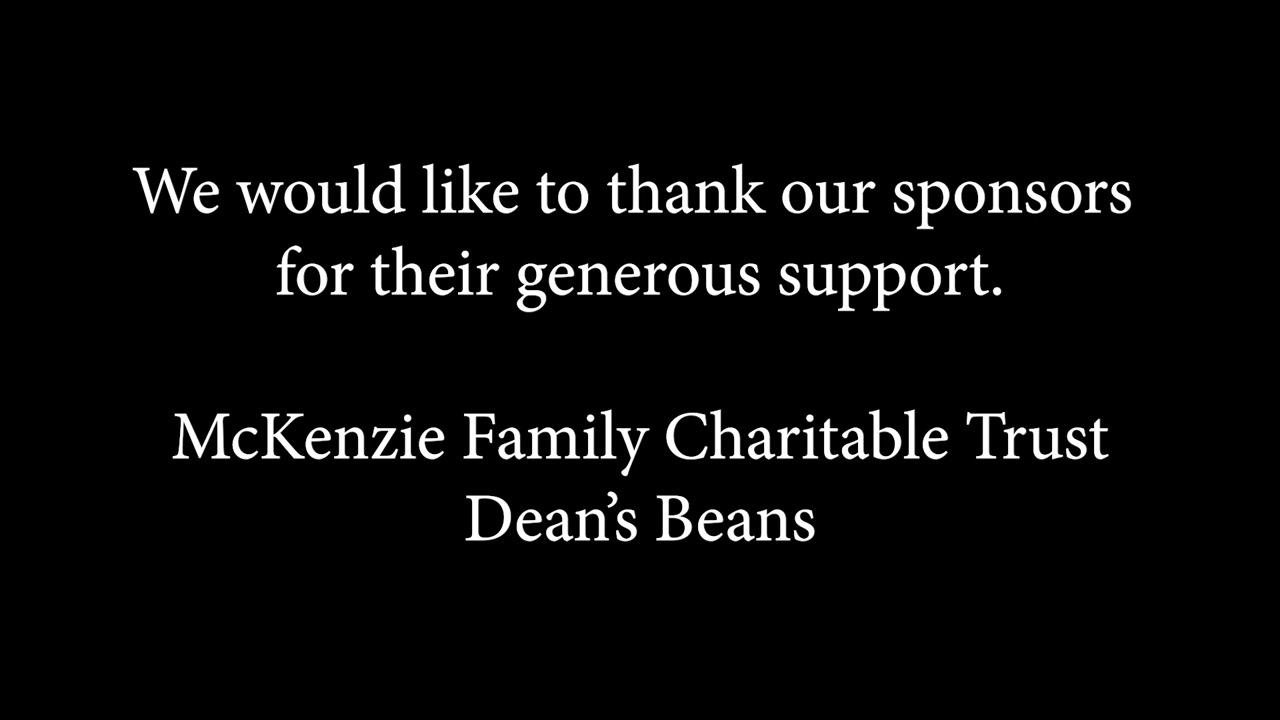 We would like to thank our sponsors
for their generous support.
McKenzie Family Charitable Trust
Dean’s Beans